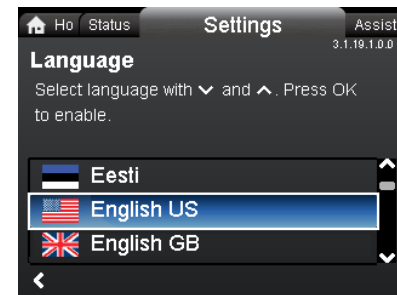 Ho Status Settings Assist
3.1.19.1.0.0
Language
Select language with and . Press OK
to enable.
Eesti
English US
English GB